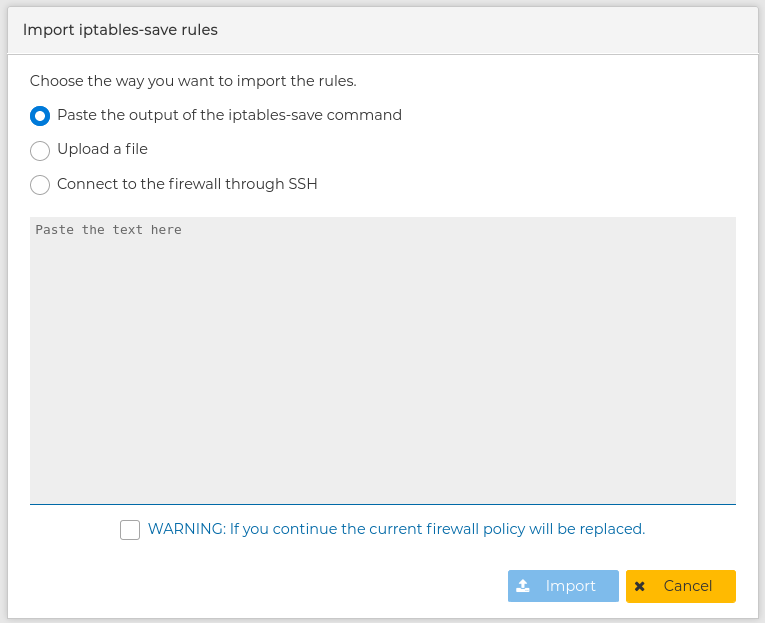 Import iptables-save rules
Choose the way you want to import the rules.
Paste the output of the iptables-save command
Upload a file
Connect to the firewall through SSH
Paste the text here
WARNING: If you continue the current firewall policy will be replaced.
Import
Cancel